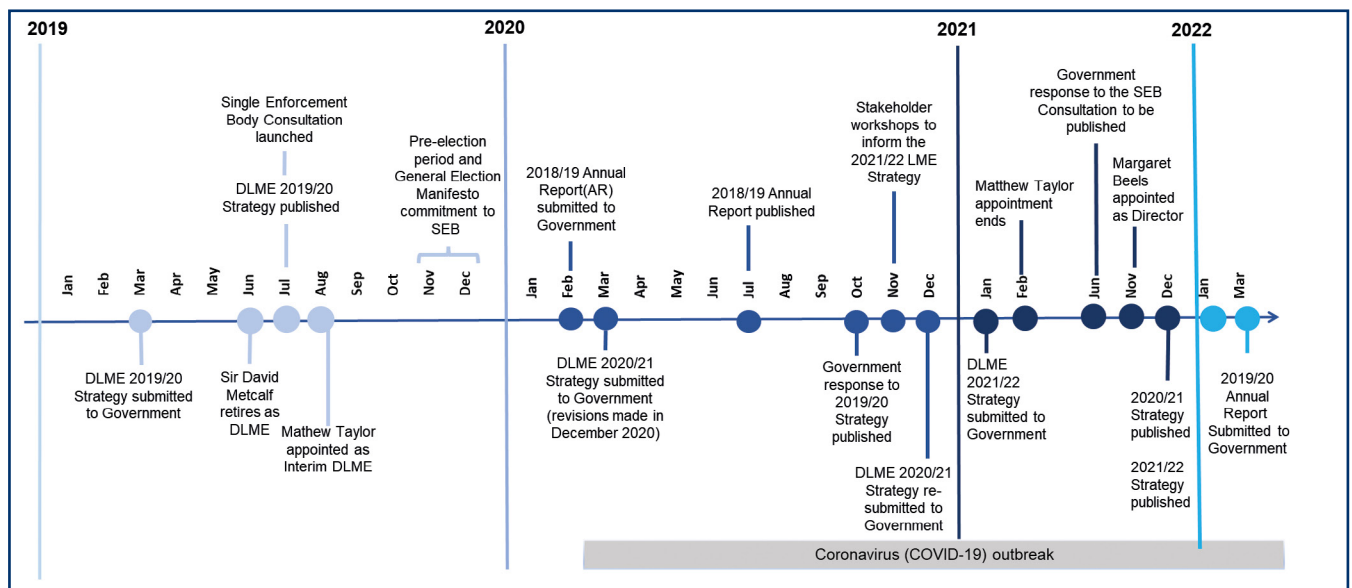 2019
2020
2021
2022
Single Enforcement
Body Consultation
launched
DLME 2019/20
Strategy published
Pre-election
period and
General Election
Manifesto
commitment to
SEB
2018/19 Annual
Report(AR)
submitted to
Government
2018/19 Annual
Report published
Stakeholder
workshops to
inform the
2021/22 LME
Strategy
Matthew Taylor
appointment
ends
Government
response to the SEB
Consultation to be
published
Margaret
Beels
appointed
as Director
Jan
Feb
Mar
Apr
May
Jun
Jul
Aug
Sep
Oct
Nov
Dec
Jan
Feb
Mar
Apr
May
Jun
Jul
Aug
Sep
Oct
Nov
Dec
Jan
Feb
Jun
Nov
Dec
Jan
Mar
DLME 2019/20
Strategy submitted
to Government
Sir David
Metcalf
retires as
DLME
Mathew Taylor
appointed as
Interim DLME
DLME 2020/21
Strategy submitted
to Government
(revisions made in
December 2020)
Government
response to
2019/20
Strategy
published
DLME 2020/21
Strategy re-
submitted to
Government
DLME
2021/22
Strategy
submitted to
Government
2020/21
Strategy
published
2021/22
Strategy
published
2019/20
Annual
Report
Submitted to
Government
Coronavirus (COVID-19) outbreak